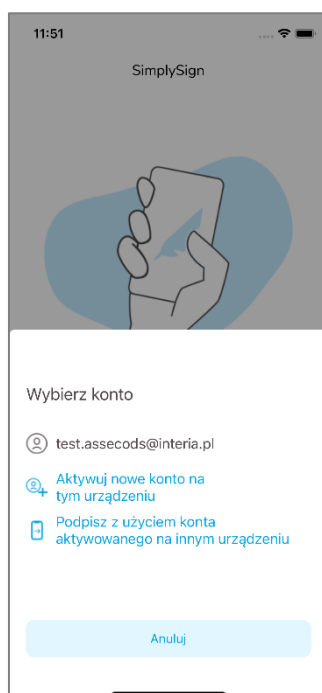 11:51
SimplySign
Wybierz konto
test.assecods@interia.pl
Aktywuj nowe konto na
tym urządzeniu
Podpisz z użyciem konta
aktywowanego na innym urządzeniu
Anuluj